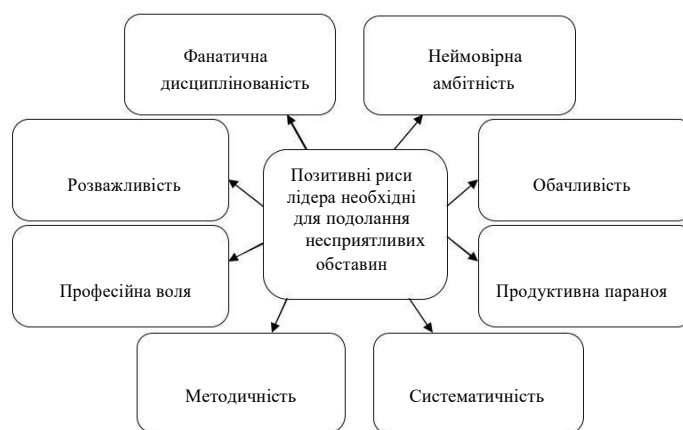 Фанатична
дисциплінованість
Неймовірна
амбітність
Розважливість
Позитивні риси
лідера необхідні
для подолання
несприятливих
обставин
Обачливість
Професійна воля
Продуктивна параноя
Методичність
Систематичність